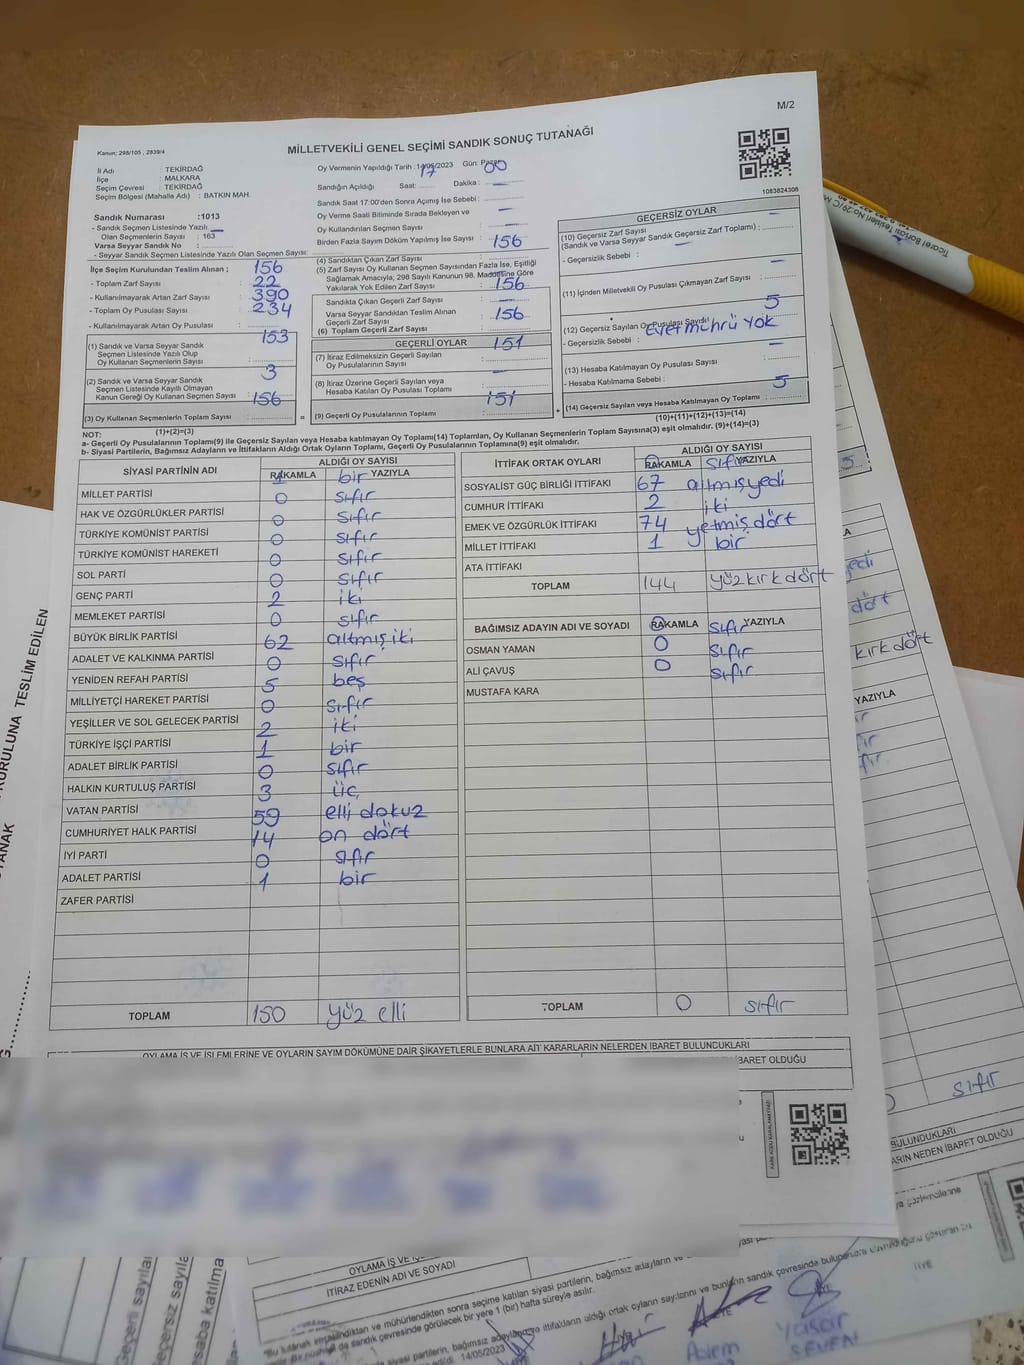 M/2
Kanun; 298/105 , 2839/4
MİLLETVEKİLİ GENEL SEÇİMİ SANDIK SONUÇ TUTANAĞI
1083824308
İl Adı : TEKİRDAĞ
İlçe : MALKARA
Seçim Çevresi : TEKİRDAĞ
Seçim Bölgesi (Mahalle Adı) : BATKIN MAH.
Sandık Numarası :1013
- Sandık Seçmen Listesinde Yazılı
Olan Seçmenlerin Sayısı : 163
Varsa Seyyar Sandık No :
- Seyyar Sandık Seçmen Listesinde Yazılı Olan Seçmen Sayısı:
İlçe Seçim Kurulundan Teslim Alınan ; 156
- Toplam Zarf Sayısı : 22
- Kullanılmayarak Artan Zarf Sayısı : 390
- Toplam Oy Pusulası Sayısı : 234
- Kullanılmayarak Artan Oy Pusulası :
153
(1) Sandık ve Varsa Seyyar Sandık
Seçmen Listesinde Yazılı Olup
Oy Kullanan Seçmenlerin Sayısı
3
(2) Sandık ve Varsa Seyyar Sandık
Seçmen Listesinde Kayıtlı Olmayan
Kanun Gereği Oy Kullanan Seçmen Sayısı 156
(3) Oy Kullanan Seçmenlerin Toplam Sayısı
(1)+(2)=(3)
Oy Vermenin Yapıldığı Tarih : 14/05/2023 Gün: Pazar
17 00
Sandığın Açıldığı Saat: Dakika :
Sandık Saat 17:00'den Sonra Açımış İse Sebebi :
Oy Verme Saati Bitiminde Sırada Bekleyen ve
Oy Kullandırılan Seçmen Sayısı :
Birden Fazla Sayım Döküm Yapılmış İse Sayısı : 156
(4) Sandıktan Çıkan Zarf Sayısı :
(5) Zarf Sayısı Oy Kullanan Seçmen Sayısından Fazla İse, Eşitliği
Sağlamak Amacıyla; 298 Sayılı Kanunun 98. Maddesine Göre
Yakılarak Yok Edilen Zarf Sayısı : 156
Sandıkta Çıkan Geçerli Zarf Sayısı :
Varsa Seyyar Sandıktan Teslim Alınan
Geçerli Zarf Sayısı : 156
(6) Toplam Geçerli Zarf Sayısı :
GEÇERLİ OYLAR 151
(7) İtiraz Edilmeksizin Geçerli Sayılan
Oy Pusulalarının Sayısı :
(8) İtiraz Üzerine Geçerli Sayılan veya
Hesaba Katılan Oy Pusulası Toplamı : 151
(9) Geçerli Oy Pusulalarının Toplamı :
GEÇERSİZ OYLAR
(10) Geçersiz Zarf Sayısı
(Sandık ve Varsa Seyyar Sandık Geçersiz Zarf Toplamı) :
- Geçersizlik Sebebi :
(11) İçinden Milletvekili Oy Pusulası Çıkmayan Zarf Sayısı :
5
(12) Geçersiz Sayılan Oy Pusulası Sayısı
- Geçersizlik Sebebi : Evet mührü yok
(13) Hesaba Katılmayan Oy Pusulası Sayısı
- Hesaba Katılmama Sebebi :
5
(14) Geçersiz Sayılan veya Hesaba Katılmayan Oy Toplamı :
(10)+(11)+(12)+(13)=(14)
NOT:
a- Geçerli Oy Pusulalarının Toplamı(9) ile Geçersiz Sayılan veya Hesaba katılmayan Oy Toplamı(14) Toplamları, Oy Kullanan Seçmenlerin Toplam Sayısına(3) eşit olmalıdır. (9)+(14)=(3)
b- Siyasi Partilerin, Bağımsız Adayların ve İttifakların Aldığı Ortak Oyların Toplamı, Geçerli Oy Pusulalarının Toplamına(9) eşit olmalıdır.
SİYASİ PARTİNİN ADI ALDIĞI OY SAYISI
RAKAMLA YAZIYLA
1 bir
MİLLET PARTİSİ 0 sıfır
HAK VE ÖZGÜRLÜKLER PARTİSİ 0 sıfır
TÜRKİYE KOMÜNİST PARTİSİ 0 sıfır
TÜRKİYE KOMÜNİST HAREKETİ 0 sıfır
SOL PARTİ 0 sıfır
GENÇ PARTİ 2 iki
MEMLEKET PARTİSİ 0 sıfır
BÜYÜK BİRLİK PARTİSİ 62 altmış iki
ADALET VE KALKINMA PARTİSİ 0 sıfır
YENİDEN REFAH PARTİSİ 5 beş
MİLLİYETÇİ HAREKET PARTİSİ 0 sıfır
YEŞİLLER VE SOL GELECEK PARTİSİ 2 iki
TÜRKİYE İŞÇİ PARTİSİ 1 bir
ADALET BİRLİK PARTİSİ 0 sıfır
HALKIN KURTULUŞ PARTİSİ 3 üç
VATAN PARTİSİ 59 elli dokuz
CUMHURİYET HALK PARTİSİ 14 on dört
İYİ PARTİ 0 sıfır
ADALET PARTİSİ 1 bir
ZAFER PARTİSİ
TOPLAM 150 yüz elli
İTTİFAK ORTAK OYLARI ALDIĞI OY SAYISI
RAKAMLA YAZIYLA
0 sıfır
SOSYALİST GÜÇ BİRLİĞİ İTTİFAKI 67 altmışyedi
CUMHUR İTTİFAKI 2 iki
EMEK VE ÖZGÜRLÜK İTTİFAKI 74 yetmiş dört
MİLLET İTTİFAKI 1 bir
ATA İTTİFAKI
TOPLAM 144 yüz kırk dört
BAĞIMSIZ ADAYIN ADI VE SOYADI RAKAMLA YAZIYLA
0 sıfır
OSMAN YAMAN 0 sıfır
ALİ ÇAVUŞ 0 sıfır
MUSTAFA KARA
TOPLAM 0 sıfır
OYLAMA İŞ VE İŞLEMLERİNE VE OYLARIN SAYIM DÖKÜMÜNE DAİR ŞİKAYETLERLE BUNLARA AİT KARARLARIN NELERDEN İBARET BULUNDUKLARI
İBARET OLDUĞU
KURULUNA TESLİM EDİLEN
TUTANAK
5
A
yedi
dört
kırk dört
YAZIYLA
sıfır
BULUNDUKLARI
ARIN NEDEN İBARET OLDUĞU
OYLAMA İŞ VE İŞ
İTİRAZ EDENİN ADI VE SOYADI
Geçerli sayılan
Geçersiz sayıla
esaba katılma
14/05/2023
ÜYE
Yaşar
SEVEN